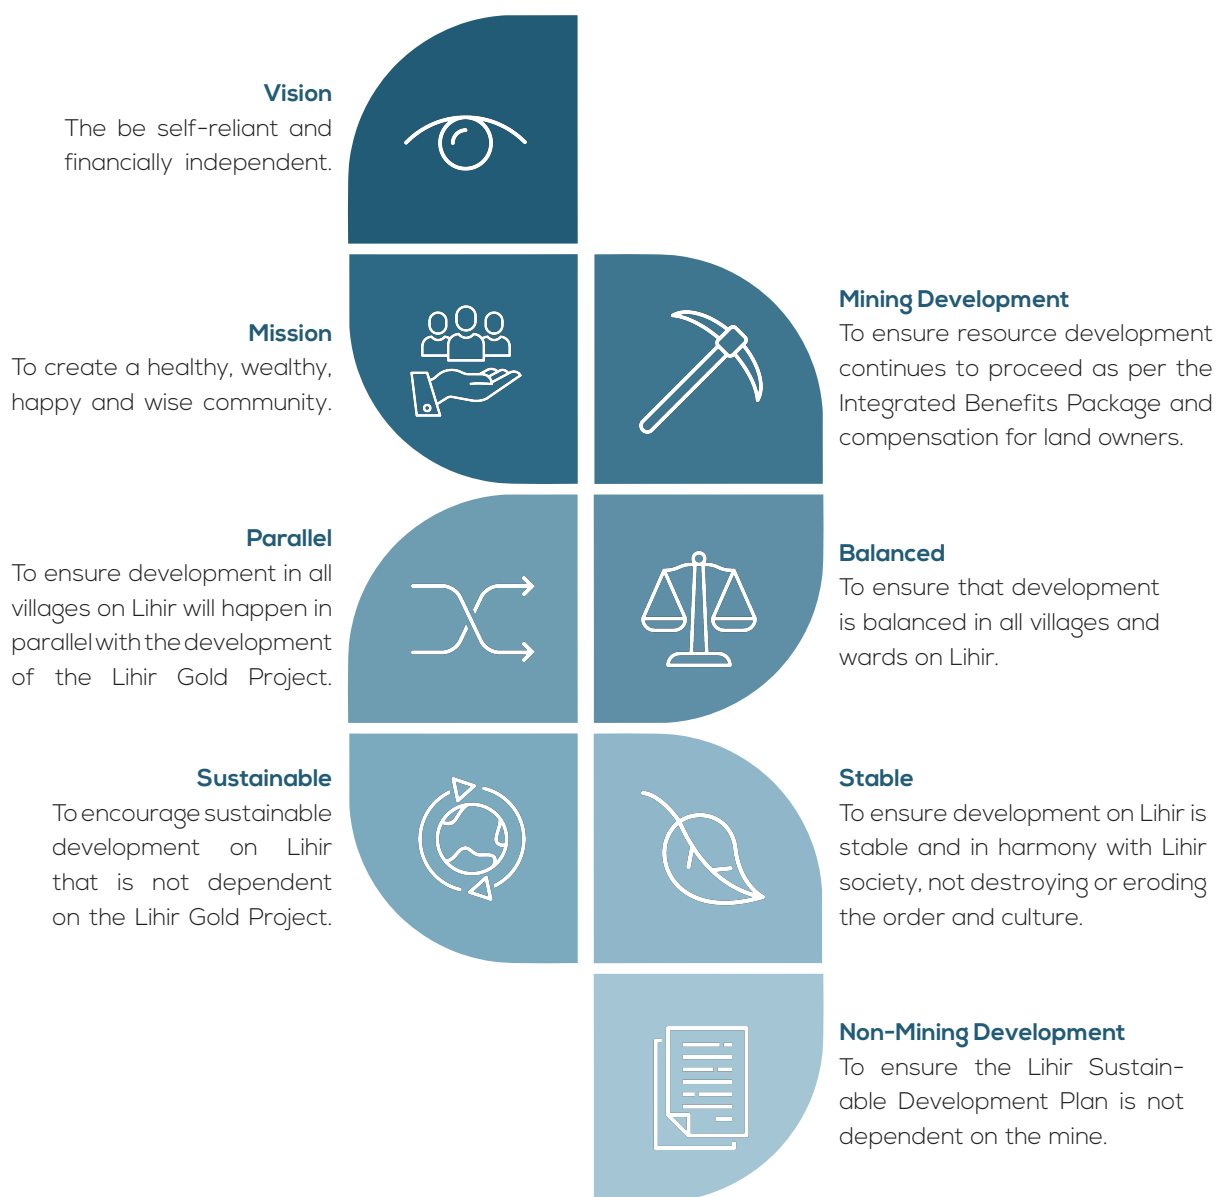 Vision
The be self-reliant and
financially independent.
Mission
To create a healthy, wealthy,
happy and wise community.
Mining Development
To ensure resource development
continues to proceed as per the
Integrated Benefits Package and
compensation for land owners.
Parallel
To ensure development in all
villages on Lihir will happen in
parallel with the development
of the Lihir Gold Project.
Balanced
To ensure that development
is balanced in all villages and
wards on Lihir.
Sustainable
To encourage sustainable
development on Lihir
that is not dependent
on the Lihir Gold Project.
Stable
To ensure development on Lihir is
stable and in harmony with Lihir
society, not destroying or eroding
the order and culture.
Non-Mining Development
To ensure the Lihir Sustain-
able Development Plan is not
dependent on the mine.